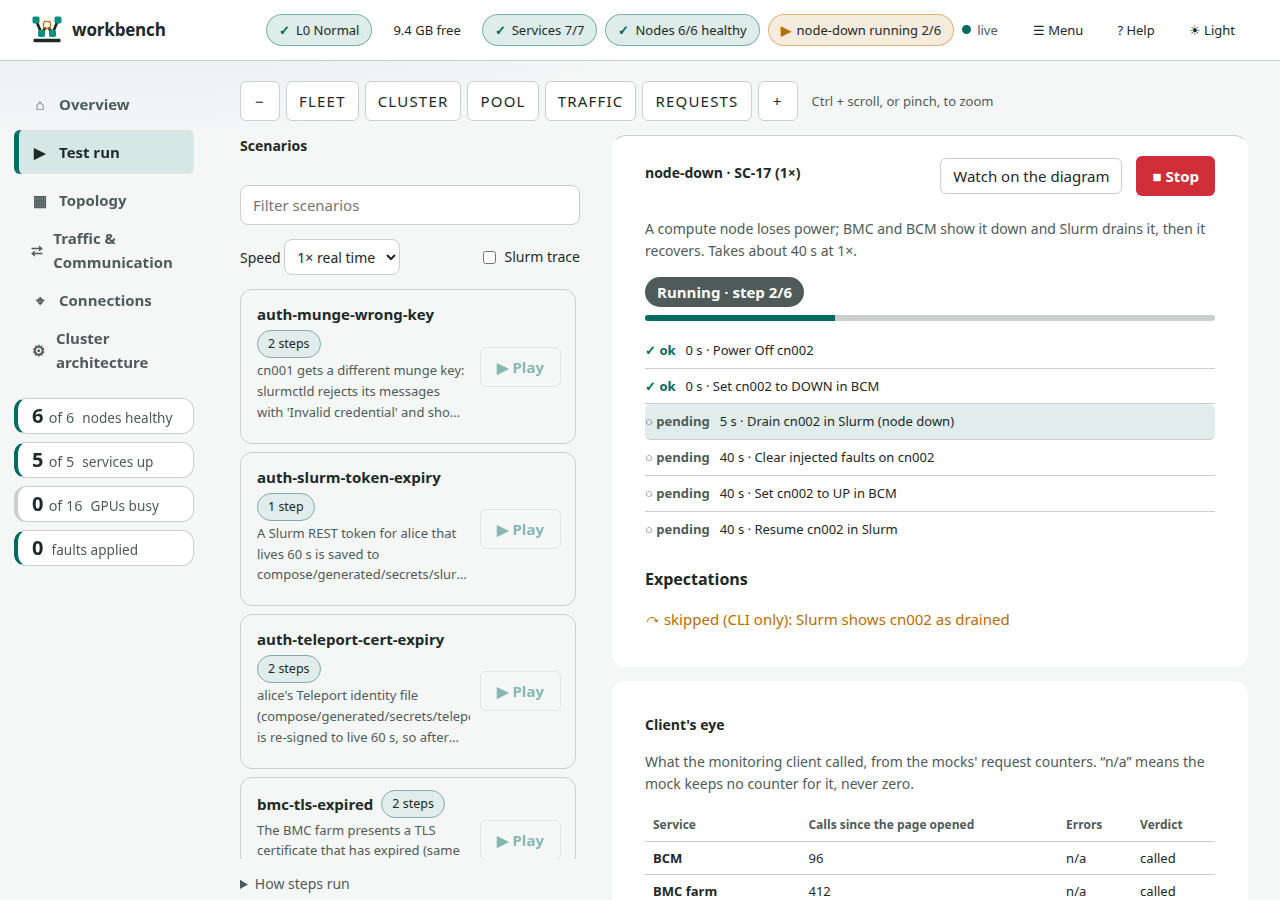 workbench
✓ L0 Normal
9.4 GB free
✓ Services 7/7
✓ Nodes 6/6 healthy
▶ node-down running 2/6
live
☰ Menu
? Help
☀ Light
⌂ Overview
▶ Test run
▦ Topology
⇄ Traffic &
Communication
⌖ Connections
⚙ Cluster
architecture
6 of 6 nodes healthy
5 of 5 services up
0 of 16 GPUs busy
0 faults applied
−
FLEET
CLUSTER
POOL
TRAFFIC
REQUESTS
+
Ctrl + scroll, or pinch, to zoom
Scenarios
Filter scenarios
Speed 1× real time
Slurm trace
auth-munge-wrong-key
2 steps
cn001 gets a different munge key:
slurmctld rejects its messages
with 'Invalid credential' and sho…
▶ Play
auth-slurm-token-expiry
1 step
A Slurm REST token for alice that
lives 60 s is saved to
compose/generated/secrets/slur…
▶ Play
auth-teleport-cert-expiry
2 steps
alice's Teleport identity file
(compose/generated/secrets/telep
is re-signed to live 60 s, so after…
▶ Play
bmc-tls-expired 2 steps
The BMC farm presents a TLS
certificate that has expired (same
▶ Play
▶ How steps run
node-down · SC-17 (1×)
Watch on the diagram
■ Stop
A compute node loses power; BMC and BCM show it down and Slurm drains it, then it
recovers. Takes about 40 s at 1×.
Running · step 2/6
✓ ok 0 s · Power Off cn002
✓ ok 0 s · Set cn002 to DOWN in BCM
○ pending 5 s · Drain cn002 in Slurm (node down)
○ pending 40 s · Clear injected faults on cn002
○ pending 40 s · Set cn002 to UP in BCM
○ pending 40 s · Resume cn002 in Slurm
Expectations
↷ skipped (CLI only): Slurm shows cn002 as drained
Client's eye
What the monitoring client called, from the mocks' request counters. “n/a” means the
mock keeps no counter for it, never zero.
Service Calls since the page opened Errors Verdict
BCM 96 n/a called
BMC farm 412 n/a called